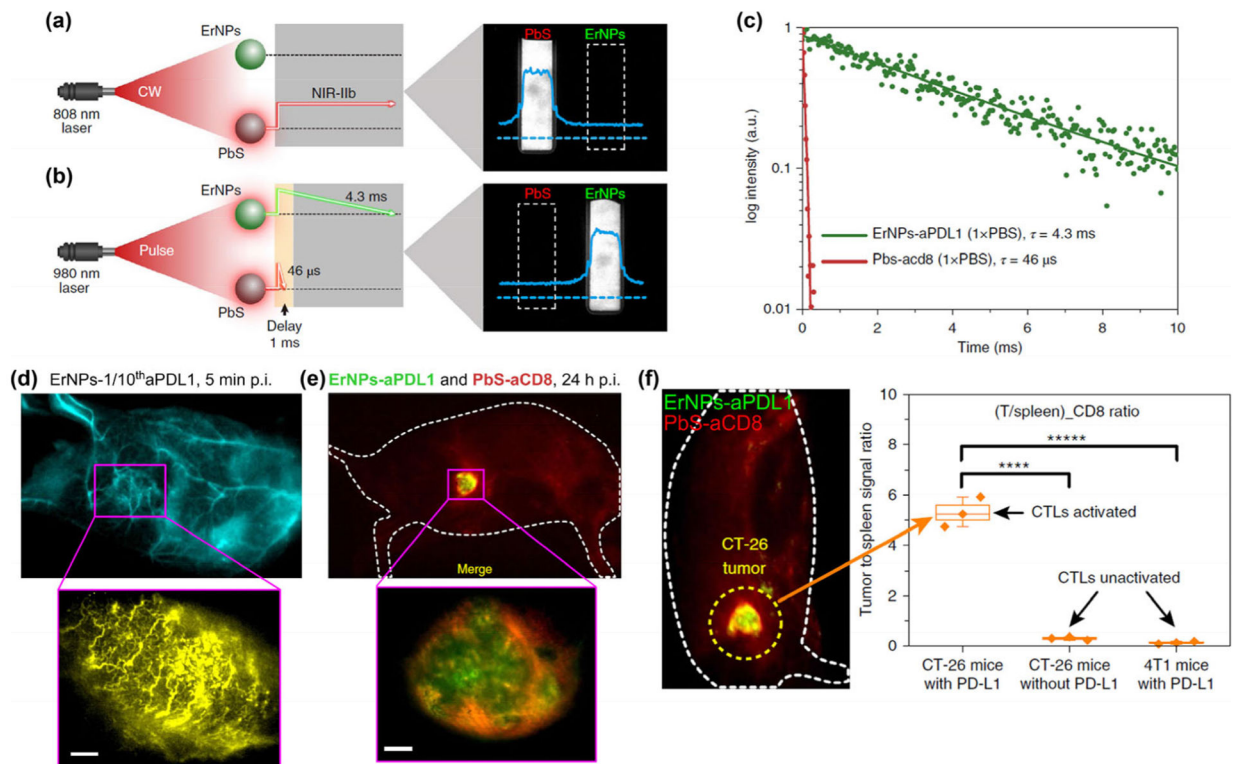 (a)
ErNPs
CW
808 nm
laser
NIR-IIb
PbS
PbS
ErNPs
(b)
ErNPs
4.3 ms
Pulse
980 nm
laser
46 µs
PbS
Delay
1 ms
PbS
ErNPs
(c)
log intensity (a.u.)
1
0.1
0.01
ErNPs-aPDL1 (1×PBS), τ = 4.3 ms
Pbs-acd8 (1×PBS), τ = 46 µs
0
2
4
6
8
10
Time (ms)
(d) ErNPs-1/10thaPDL1, 5 min p.i.
(e) ErNPs-aPDL1 and PbS-aCD8, 24 h p.i.
Merge
(f)
ErNPs-aPDL1
PbS-aCD8
CT-26
tumor
Tumor to spleen signal ratio
10
8
6
4
2
0
(T/spleen)_CD8 ratio
*****
****
CTLs activated
CTLs unactivated
CT-26 mice
with PD-L1
CT-26 mice
without PD-L1
4T1 mice
with PD-L1